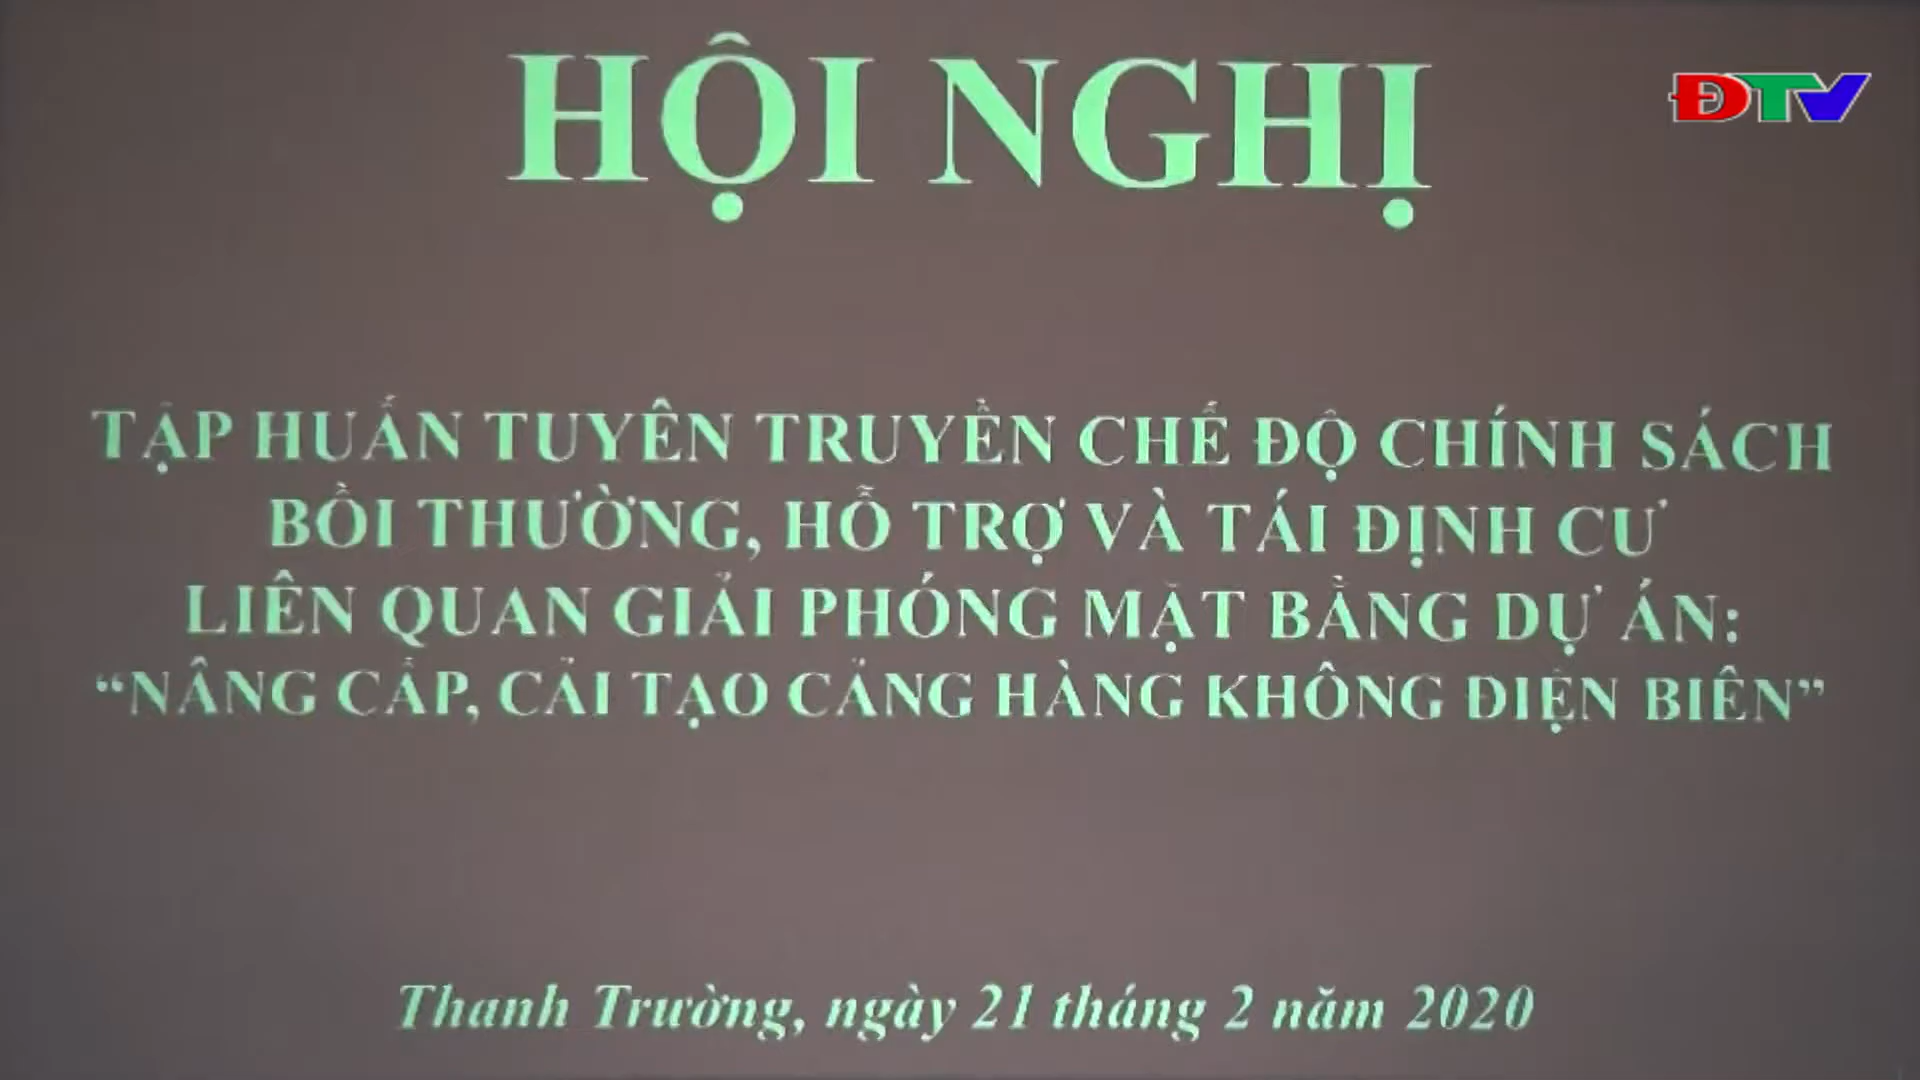 HỘI NGHỊ
ĐTV
TẬP HUẤN TUYÊN TRUYỀN CHẾ ĐỘ CHÍNH SÁCH
BỒI THƯỜNG, HỖ TRỢ VÀ TÁI ĐỊNH CƯ
LIÊN QUAN GIẢI PHÓNG MẶT BẰNG DỰ ÁN:
“NÂNG CẤP, CẢI TẠO CẢNG HÀNG KHÔNG ĐIỆN BIÊN”
Thanh Trường, ngày 21 tháng 2 năm 2020